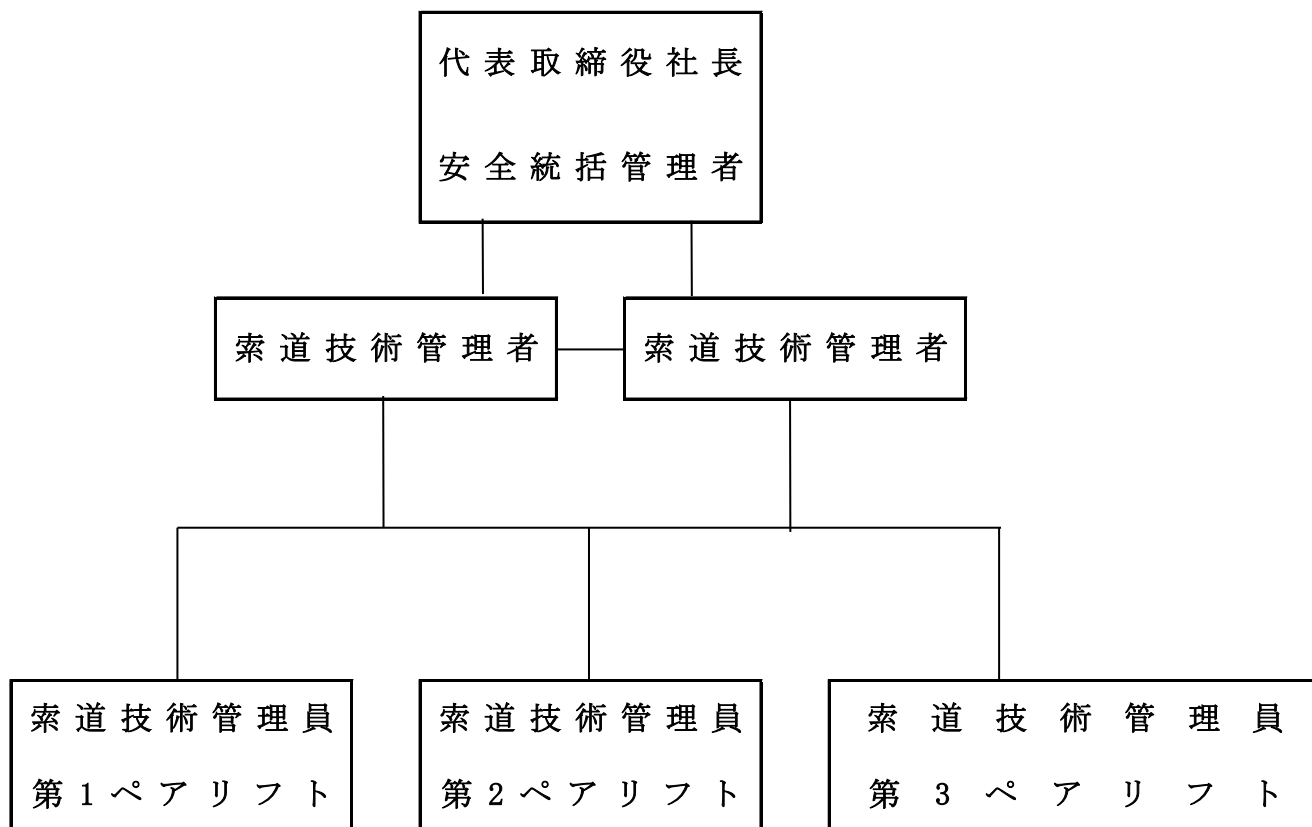 代表取締役社長
安全統括管理者
索道技術管理者
索道技術管理者
索道技術管理員
第1ペアリフト
索道技術管理員
第2ペアリフト
索道技術管理員
第3ペアリフト